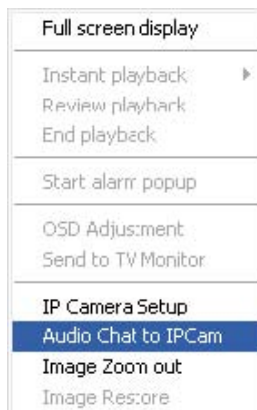 Full screen display
Instant playback
Review playback
End playback
Start alarm popup
OSD Adjustment
Send to TV Monitor
IP Camera Setup
Audio Chat to IPCam
Image Zoom out
Image Restore